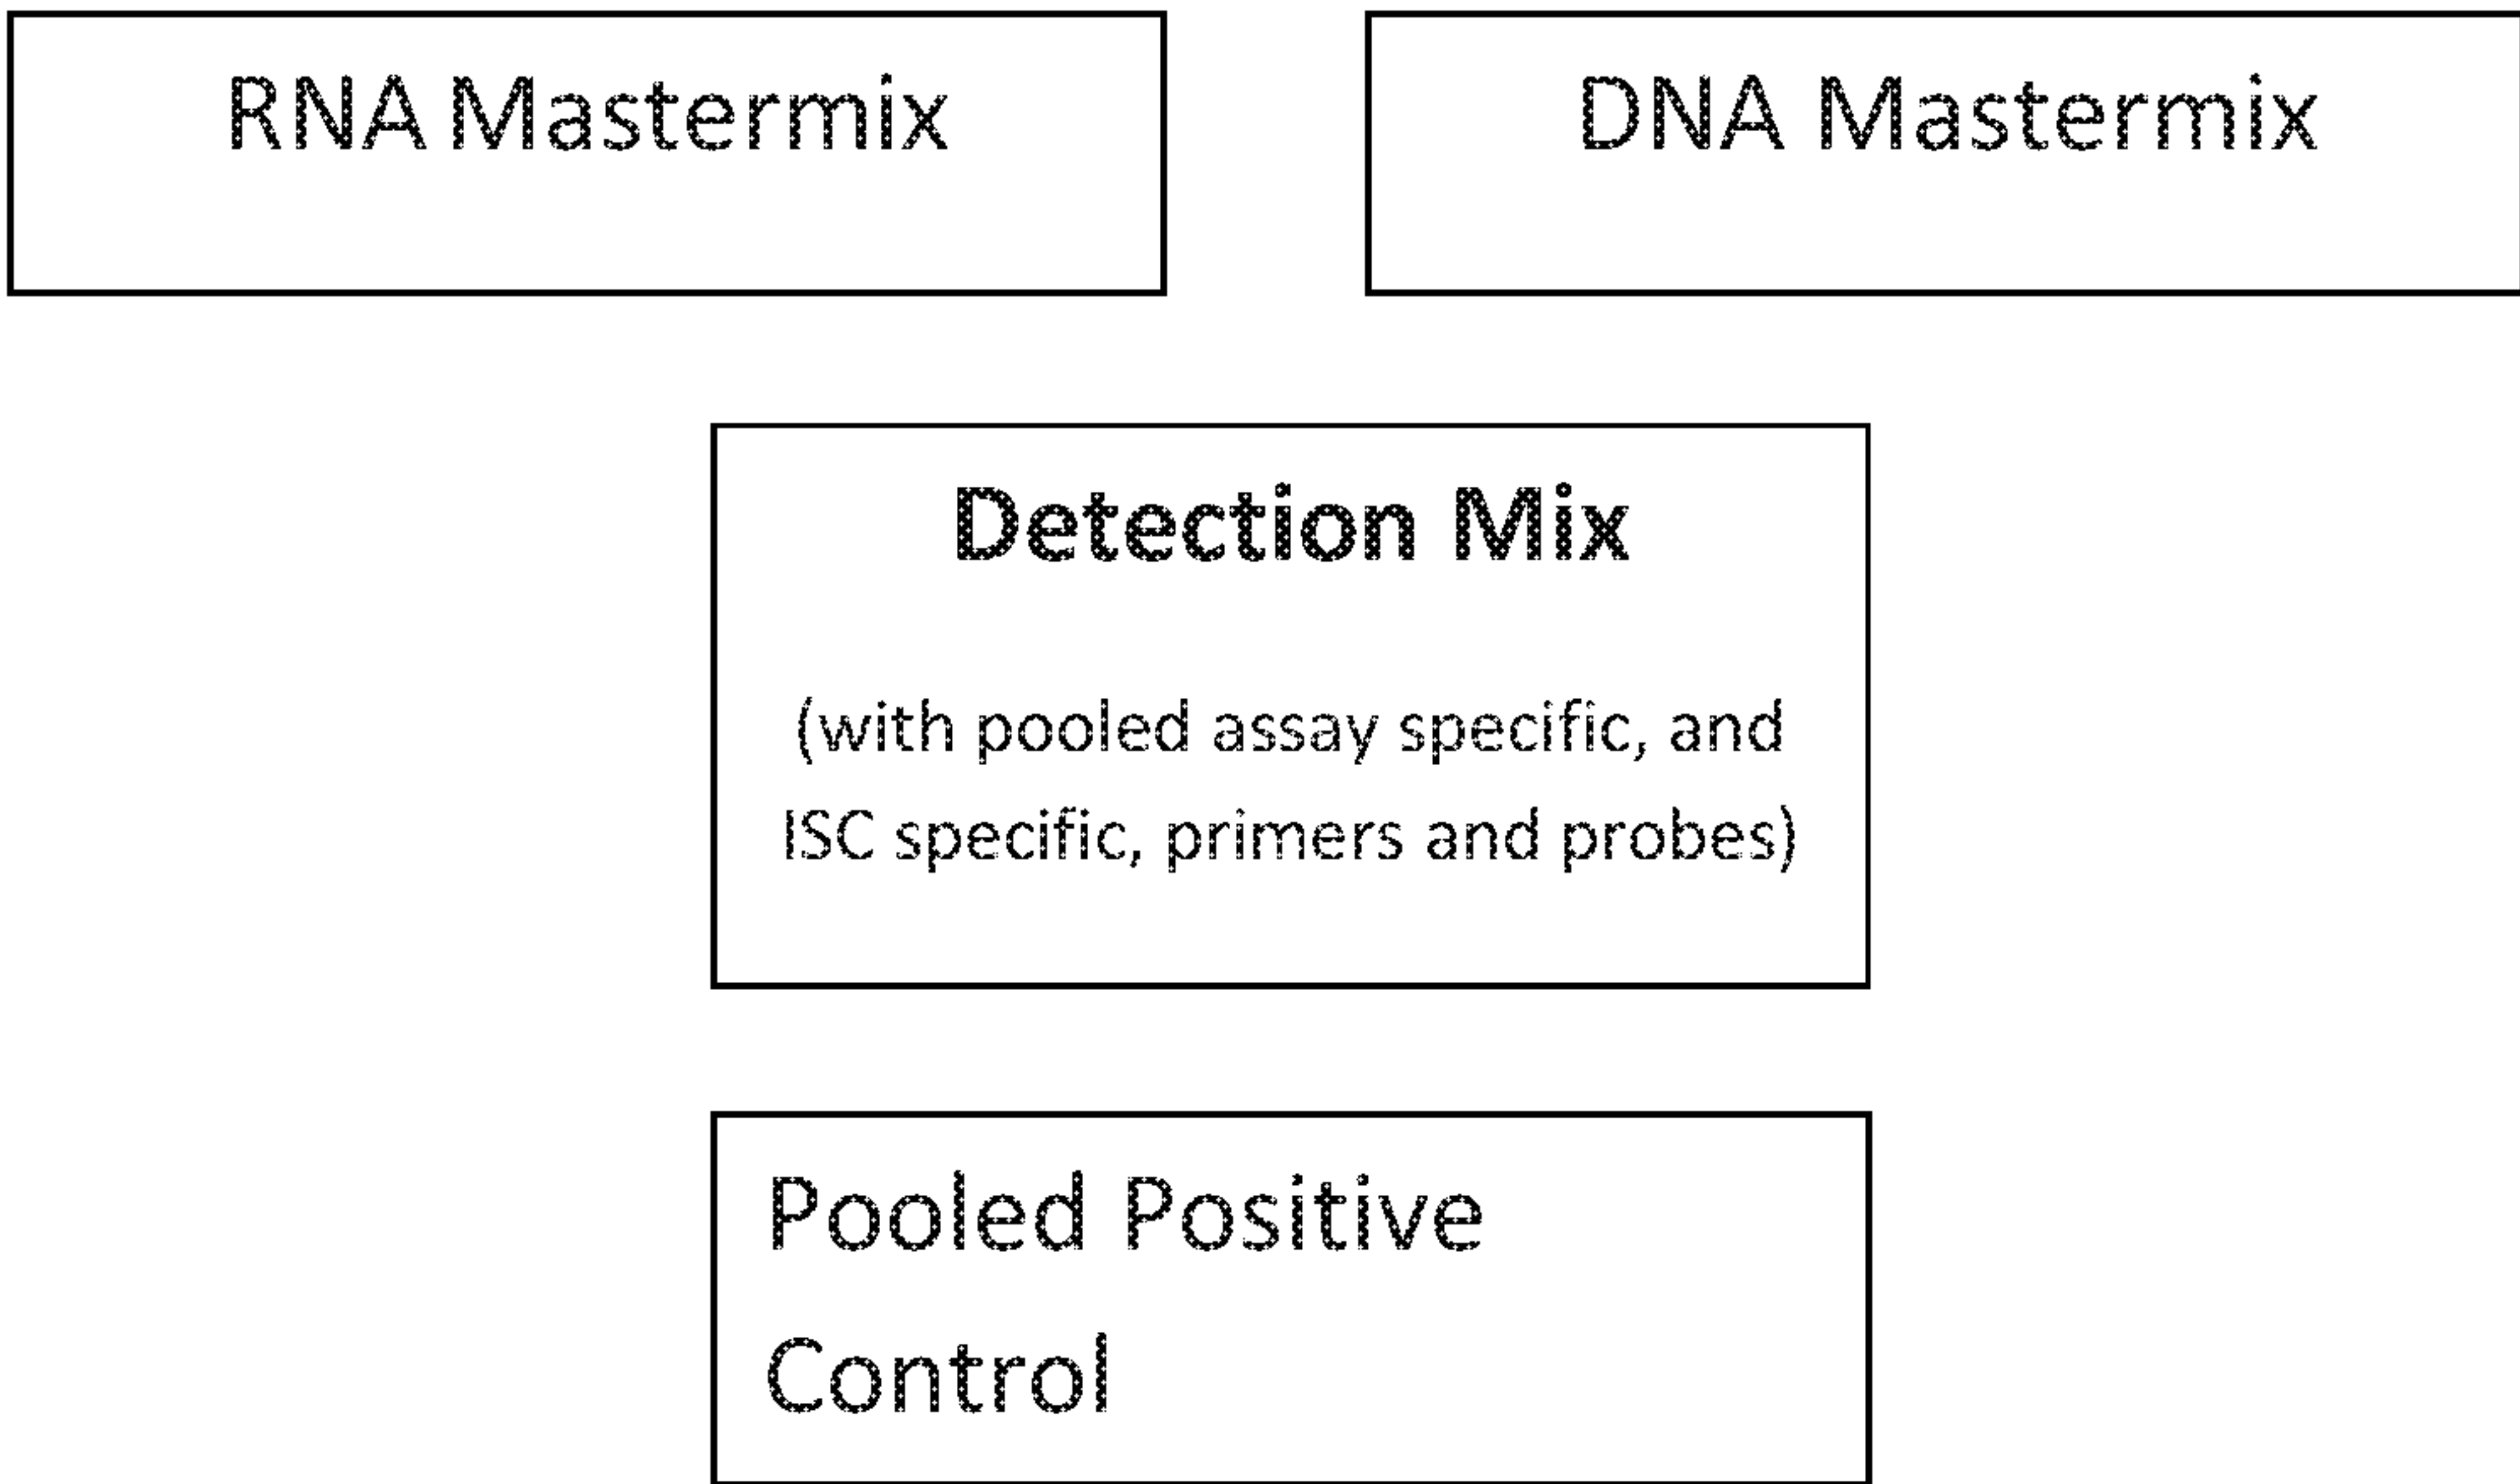 RNA Mastermix
DNA Mastermix
Detection Mix
(with pooled assay specific, and
ISC specific, primers and probes)
Pooled Positive
Control